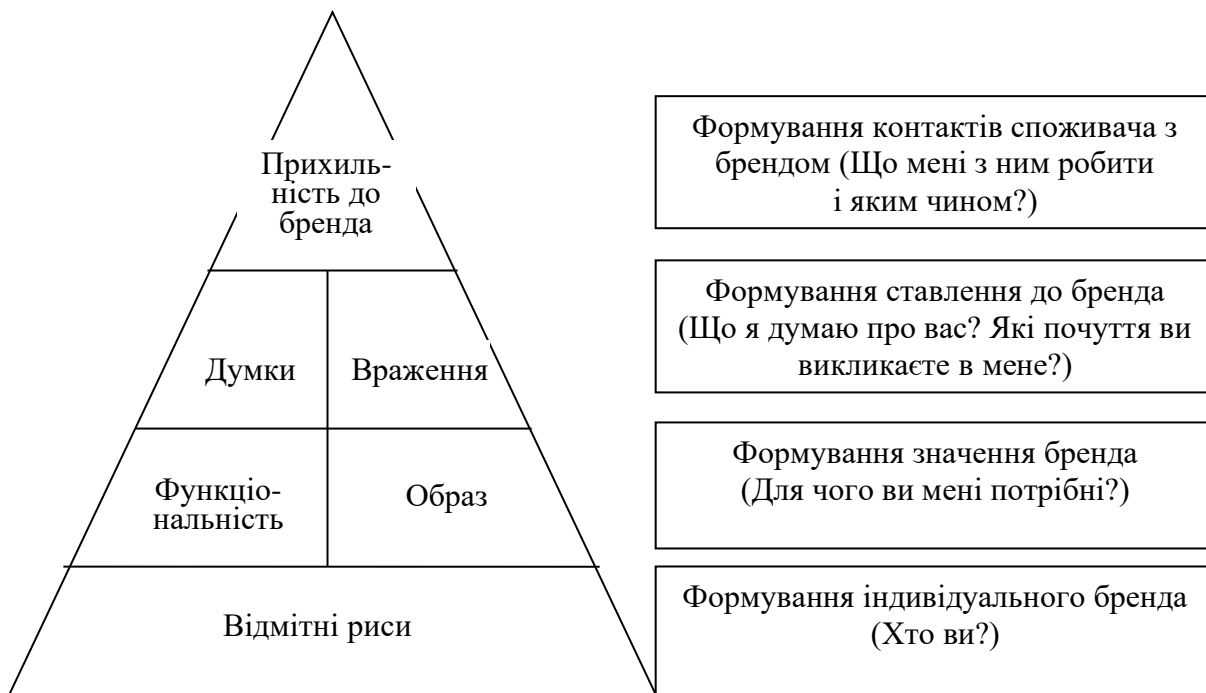 Прихиль-
ність до
бренда
Формування контактів споживача з
брендом (Що мені з ним робити
і яким чином?)
Думки
Враження
Формування ставлення до бренда
(Що я думаю про вас? Які почуття ви
викликаєте в мене?)
Функціо-
нальність
Образ
Формування значення бренда
(Для чого ви мені потрібні?)
Відмітні риси
Формування індивідуального бренда
(Хто ви?)